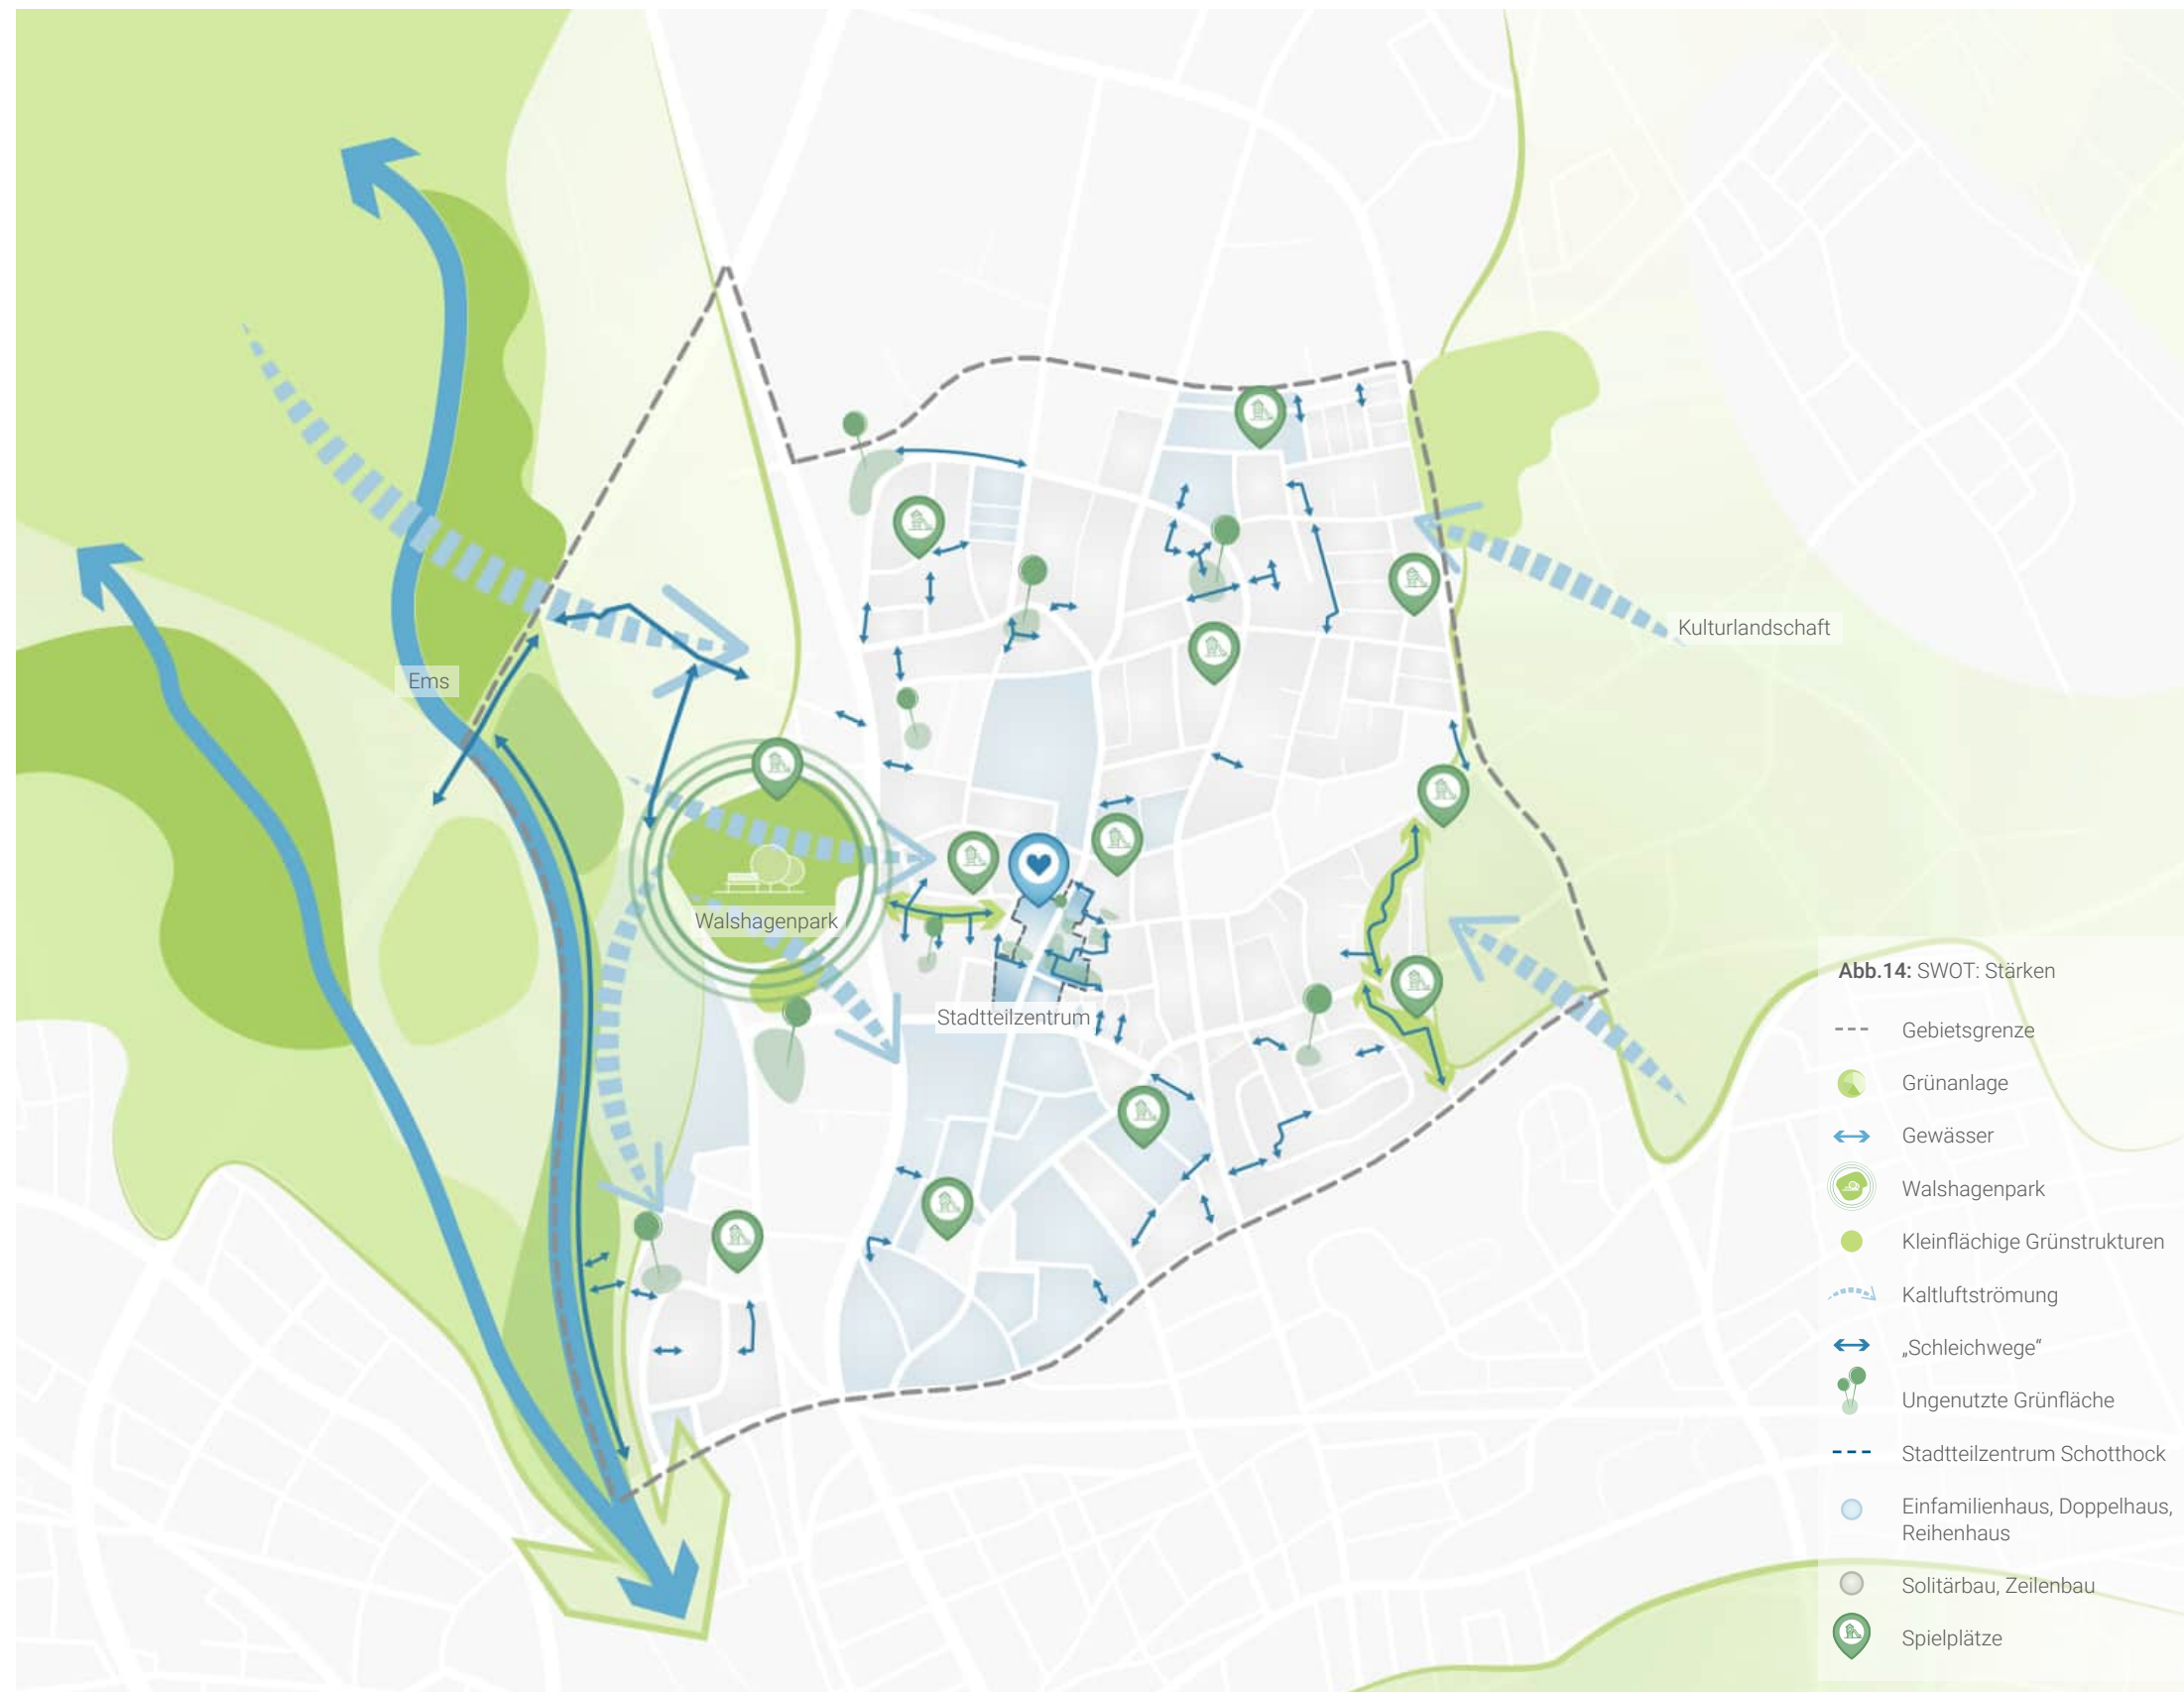 Kulturlandschaft
Ems
Walshagenpark
Stadtteilzentrum
Abb.14: SWOT: Stärken
Gebietsgrenze
Grünanlage
Gewässer
Walshagenpark
Kleinflächige Grünstrukturen
Kaltluftströmung
„Schleichwege“
Ungenutzte Grünfläche
Stadtteilzentrum Schotthock
Einfamilienhaus, Doppelhaus,
Reihenhaus
Solitärbau, Zeilenbau
Spielplätze